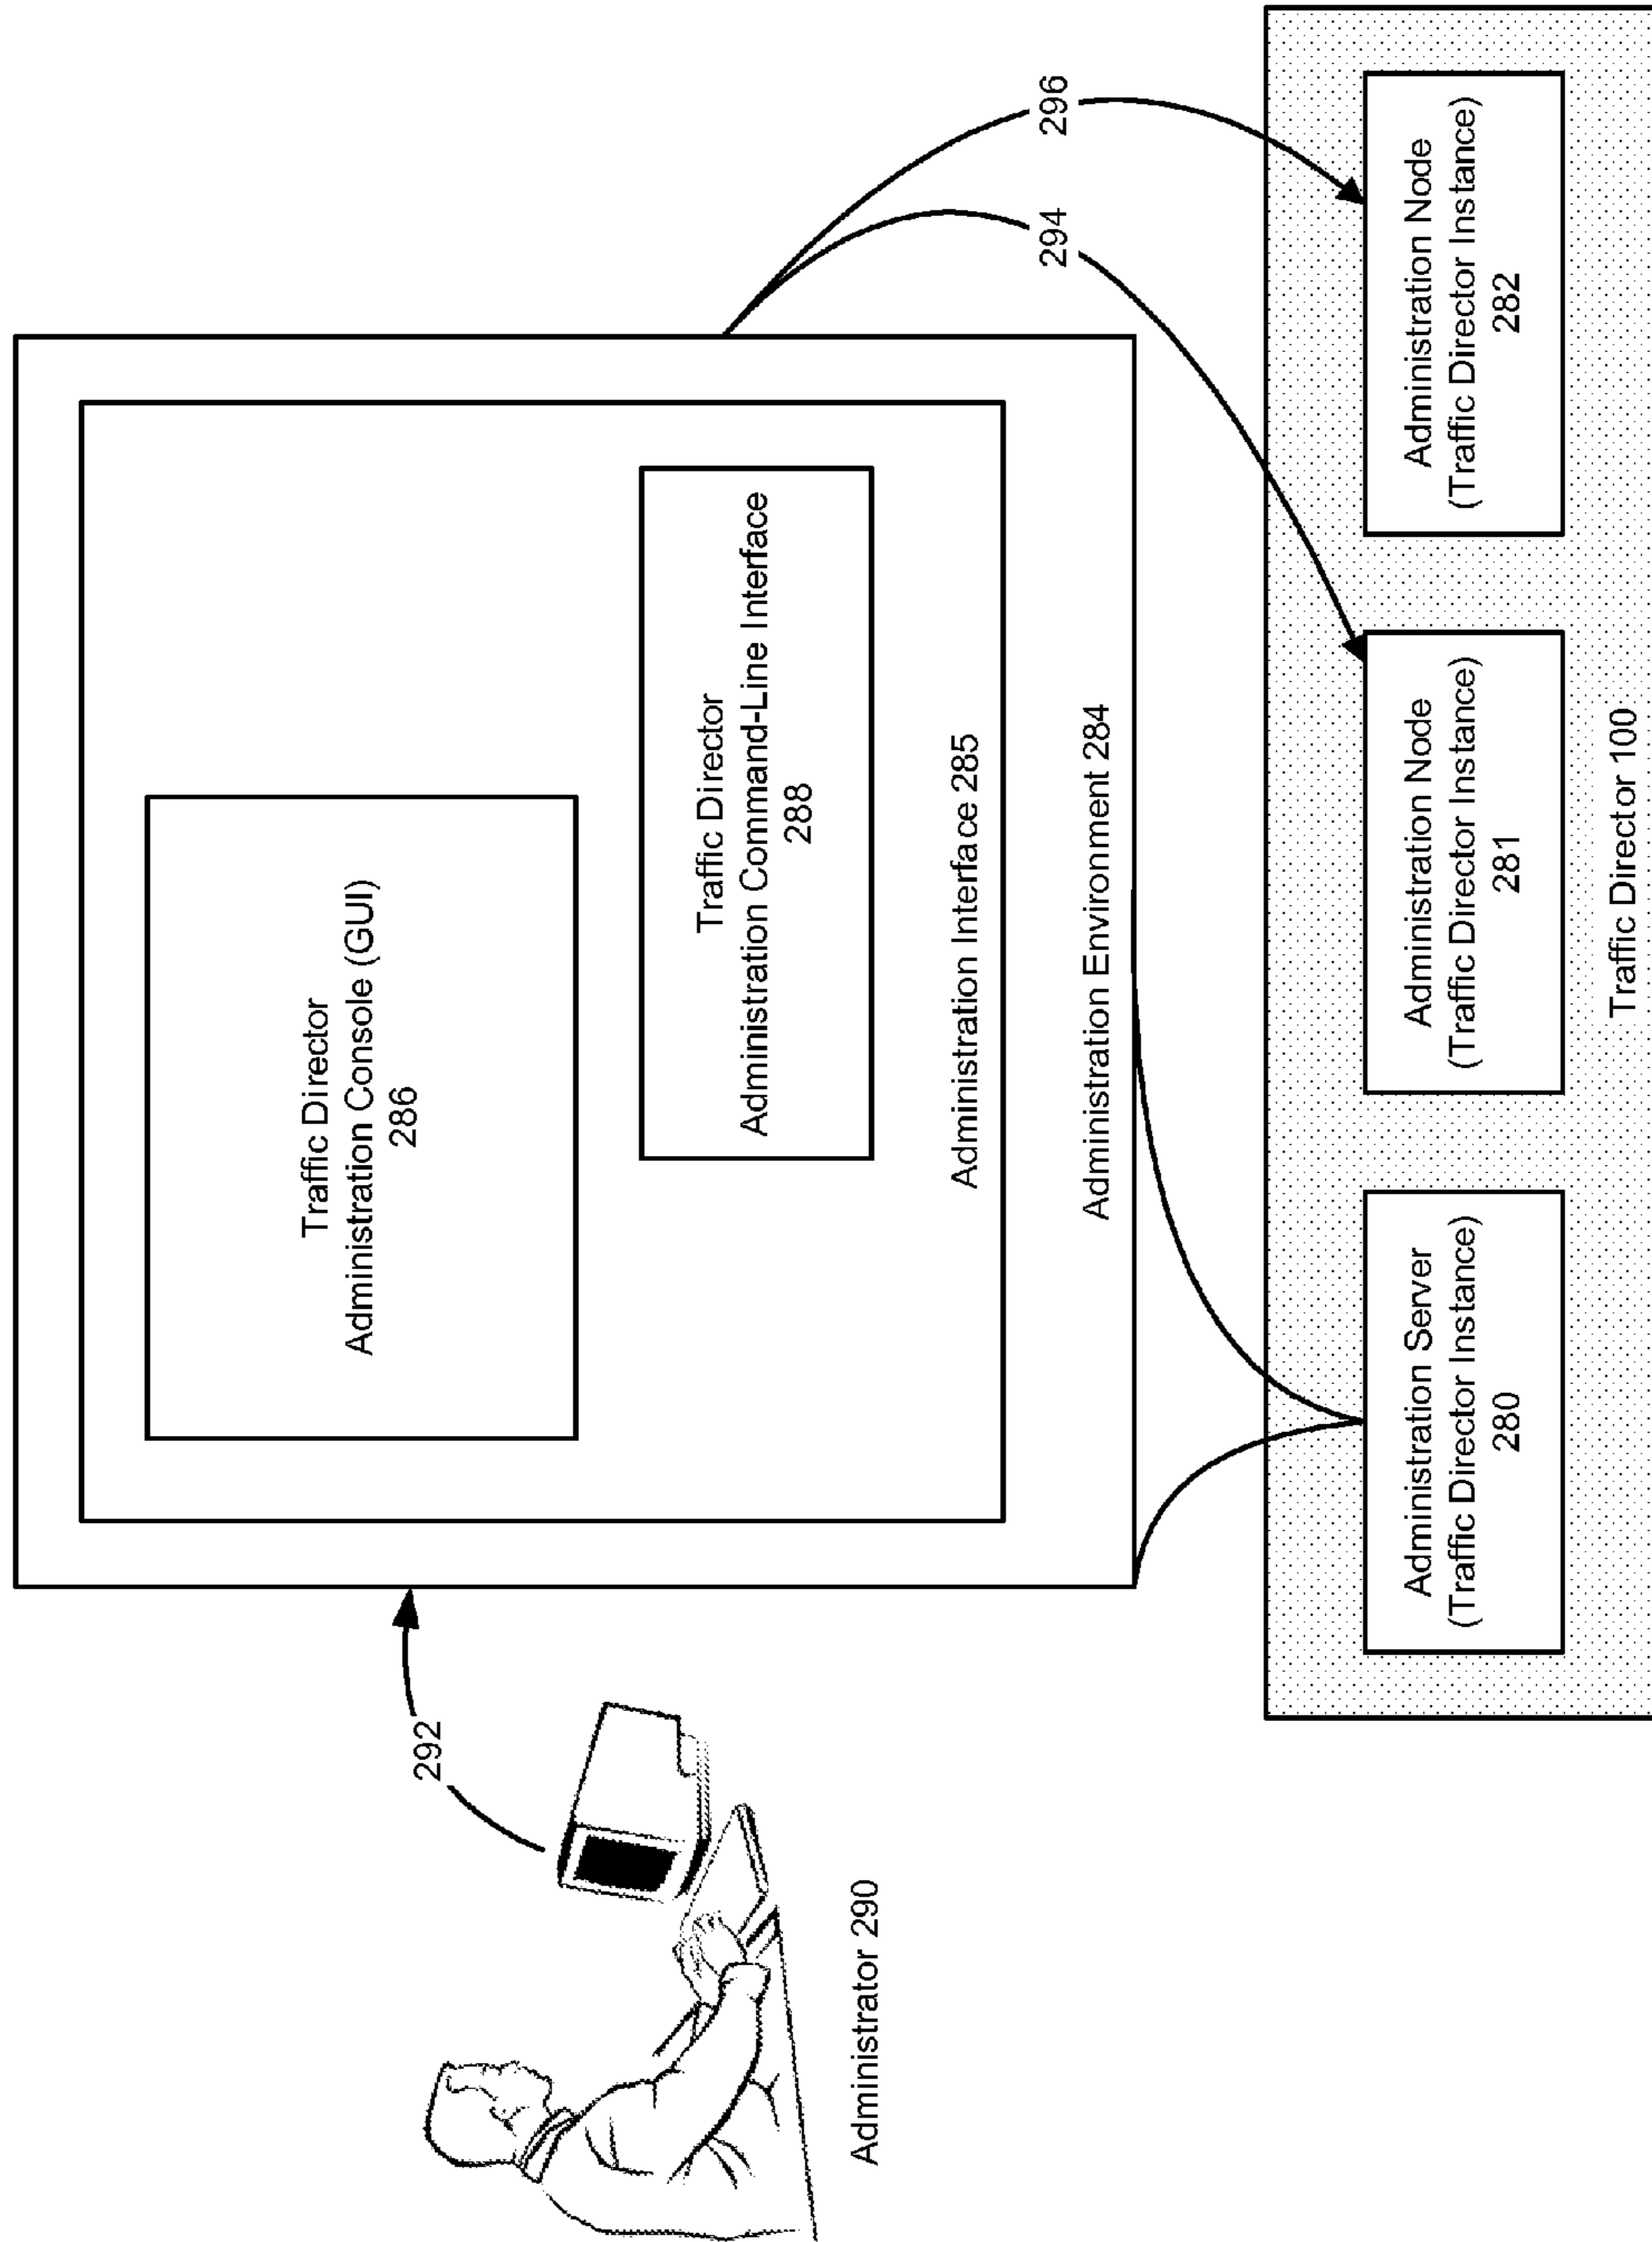 Traffic Director
Administration Console (GUI)
286
Traffic Director
Administration Command-Line Interface
288
Administration Interface 285
Administration Environment 284
292
Administrator 290
294
296
Administration Server
(Traffic Director Instance)
280
Administration Node
(Traffic Director Instance)
281
Administration Node
(Traffic Director Instance)
282
Traffic Director 100